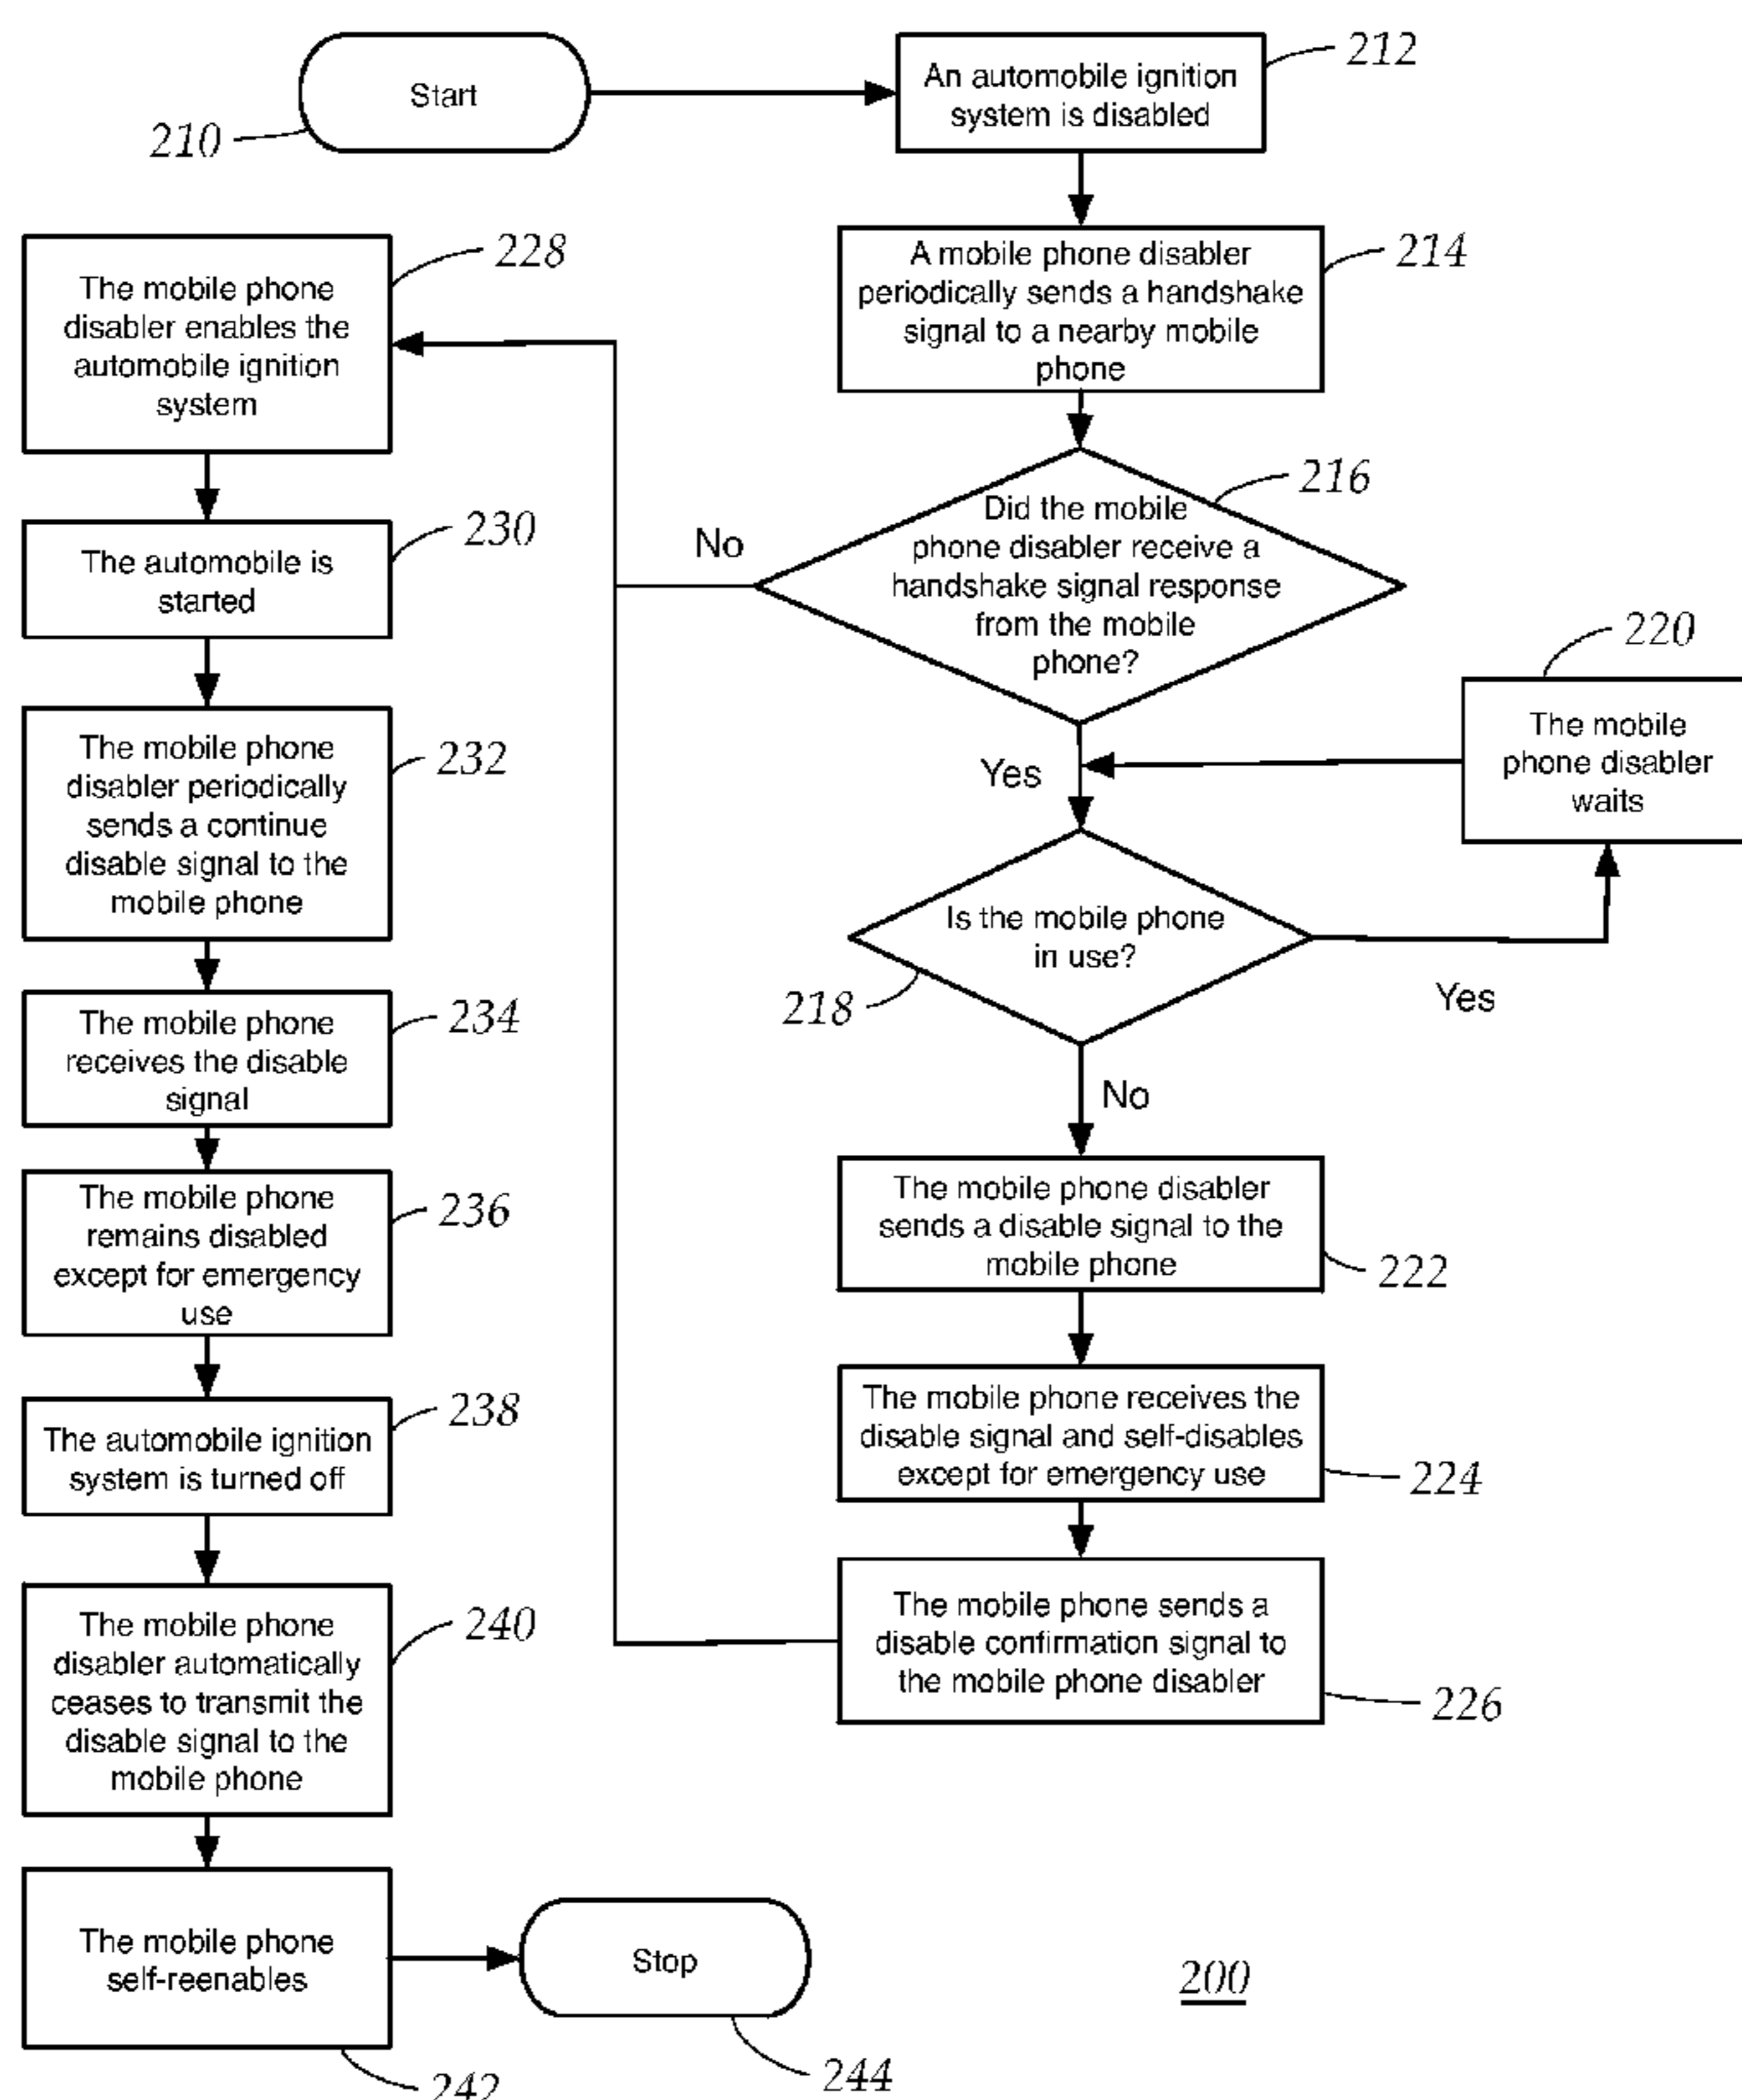 Start
210
An automobile ignition
system is disabled
212
A mobile phone disabler
periodically sends a handshake
signal to a nearby mobile
phone
214
Did the mobile
phone disabler receive a
handshake signal response
from the mobile
phone?
216
No
Yes
The mobile
phone disabler
waits
220
Is the mobile phone
in use?
218
Yes
No
The mobile phone disabler
sends a disable signal to the
mobile phone
222
The mobile phone receives the
disable signal and self-disables
except for emergency use
224
The mobile phone sends a
disable confirmation signal to
the mobile phone disabler
226
The mobile phone
disabler enables the
automobile ignition
system
228
The automobile is
started
230
The mobile phone
disabler periodically
sends a continue
disable signal to the
mobile phone
232
The mobile phone
receives the disable
signal
234
The mobile phone
remains disabled
except for emergency
use
236
The automobile ignition
system is turned off
238
The mobile phone
disabler automatically
ceases to transmit the
disable signal to the
mobile phone
240
The mobile phone
self-reenables
242
Stop
244
200